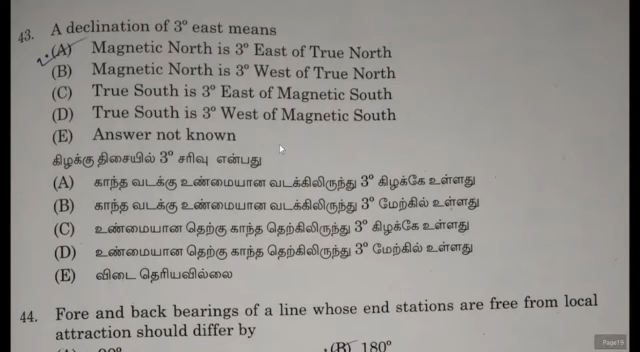 43. A declination of 3° east means
(A) Magnetic North is 3° East of True North
(B) Magnetic North is 3° West of True North
(C) True South is 3° East of Magnetic South
(D) True South is 3° West of Magnetic South
(E) Answer not known
கிழக்கு திசையில் 3° சரிவு என்பது
(A) காந்த வடக்கு உண்மையான வடக்கிலிருந்து 3° கிழக்கே உள்ளது
(B) காந்த வடக்கு உண்மையான வடக்கிலிருந்து 3° மேற்கில் உள்ளது
(C) உண்மையான தெற்கு காந்த தெற்கிலிருந்து 3° கிழக்கே உள்ளது
(D) உண்மையான தெற்கு காந்த தெற்கிலிருந்து 3° மேற்கில் உள்ளது
(E) விடை தெரியவில்லை
44. Fore and back bearings of a line whose end stations are free from local
attraction should differ by
(B) 180°
Page19